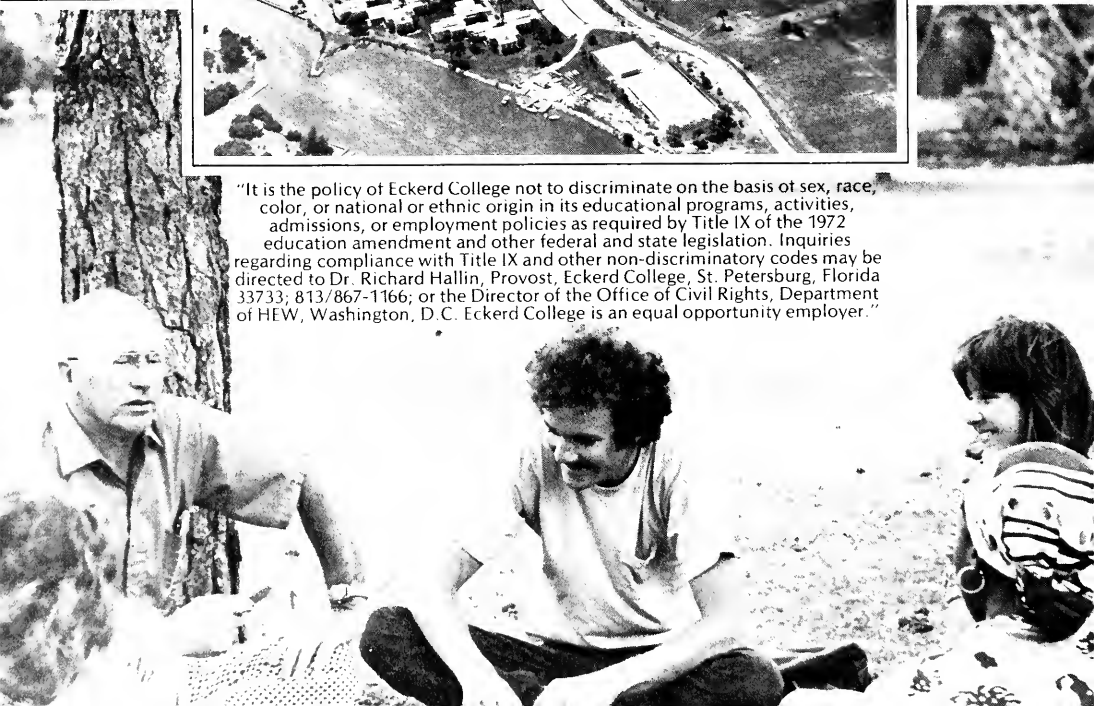 "It is the policy of Eckerd College not to discriminate on the basis of sex, race,
color, or national or ethnic origin in its educational programs, activities,
admissions, or employment policies as required by Title IX of the 1972
education amendment and other federal and state legislation. Inquiries
regarding compliance with Title IX and other non-discriminatory codes may be
directed to Dr. Richard Hallin, Provost, Eckerd College, St. Petersburg, Florida
33733; 813/867-1166; or the Director of the Office of Civil Rights, Department
of HEW, Washington, D.C. Eckerd College is an equal opportunity employer."